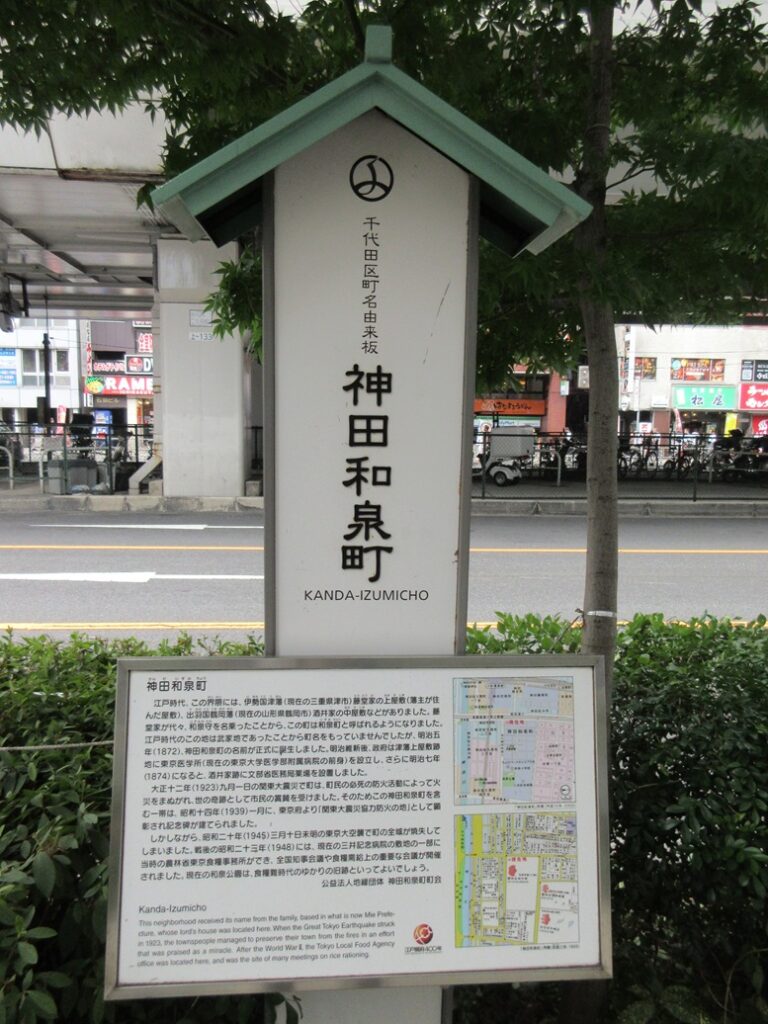 千代田区町名由来板
神田和泉町
KANDA-IZUMICHO
神田和泉町
江戸時代、この界隈には、伊勢国津藩(現在の三重県津市)藤堂家の上屋敷(藩主が住
んだ屋敷)、出羽国鶴岡藩(現在の山形県鶴岡市)酒井家の中屋敷などがありました。藤
堂家が代々、和泉守を名乗ったことから、この町は和泉町と呼ばれるようになりました。
江戸時代のこの地は武家地であったことから町名をもっていませんでしたが、明治五
年(1872)、神田和泉町の名前が正式に誕生しました。明治維新後、政府は津藩上屋敷跡
地に東京医学所(現在の東京大学医学部附属病院の前身)を設立し、さらに明治七年
(1874)になると、酒井家跡に文部省医務局薬場を設置しました。
大正十二年(1923)九月一日の関東大震災では、町民の必死の防火活動によって火
災をまぬがれ、世の奇跡として市民の賞賛を受けました。そのためこの神田和泉町を含
む一帯は、昭和十四年(1939)一月に、東京府より「関東大震災協力防火の地」として顕
彰され記念碑が建てられました。
しかしながら、昭和二十年(1945)三月十日未明の東京大空襲で町の全域が焼失して
しまいました。戦後の昭和二十三年(1948)には、現在の三井記念病院の敷地の一部に
当時の農林省東京食糧事務所ができ、全国知事会議や食糧需給上の重要な会議が開催
されました。現在の和泉公園は、食糧難時代のゆかりの旧跡といってよいでしょう。
公益法人地縁団体 神田和泉町町会
Kanda-Izumicho
This neighborhood received its name from the family, based in what is now Mie Prefe-
cture, whose lord's house was located here. When the Great Tokyo Earthquake struck
in 1923, the townspeople managed to preserve their town from the fires in an effort
that was praised as a miracle. After the World War Ⅱ, the Tokyo Local Food Agency
office was located here, and was the site of many meetings on rice rationing.
江戸開府400年
RAMEN
松屋